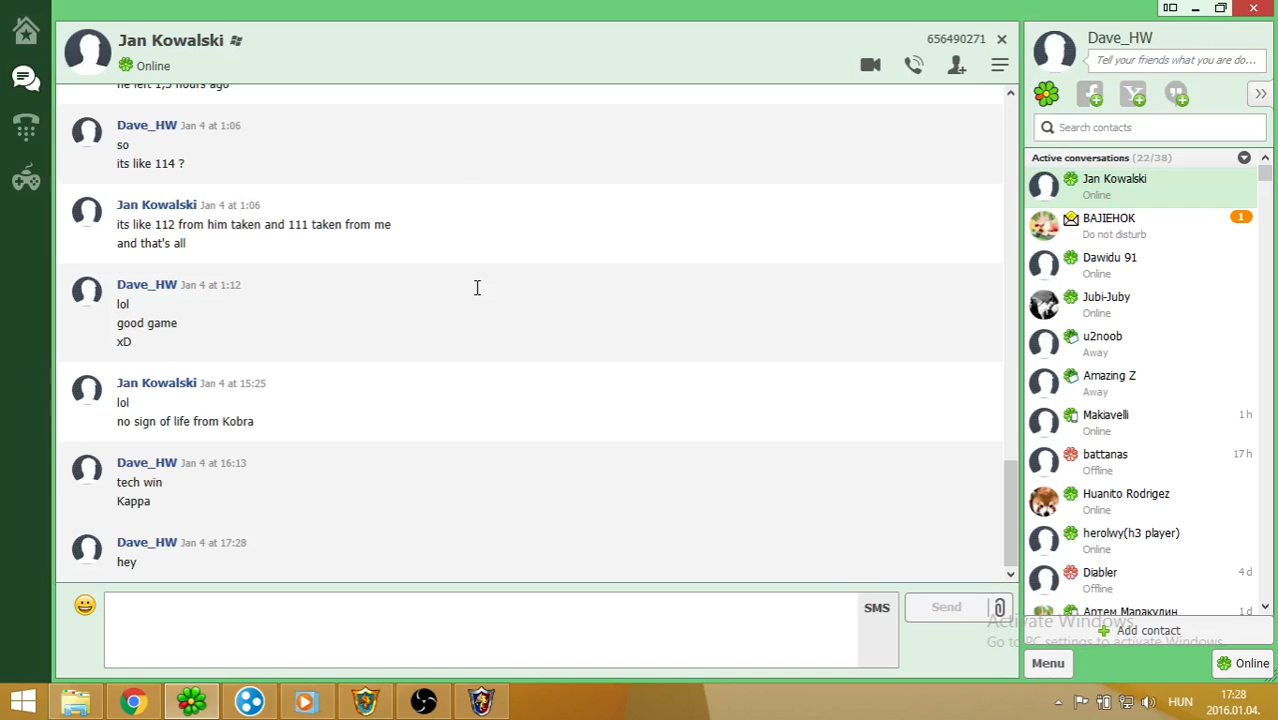 Jan Kowalski
Online
656490271
he left 1,5 hours ago
Dave_HW Jan 4 at 1:06
so
its like 114 ?
Jan Kowalski Jan 4 at 1:06
its like 112 from him taken and 111 taken from me
and that's all
Dave_HW Jan 4 at 1:12
lol
good game
xD
Jan Kowalski Jan 4 at 15:25
lol
no sign of life from Kobra
Dave_HW Jan 4 at 16:13
tech win
Kappa
Dave_HW Jan 4 at 17:28
hey
SMS
Send
Dave_HW
Tell your friends what you are do...
Search contacts
Active conversations (22/38)
Jan Kowalski
Online
BAJIEHOK
1
Do not disturb
Dawidu 91
Online
Jubi-Juby
Online
u2noob
Away
Amazing Z
Away
Makiavelli 1 h
Online
battanas 17 h
Offline
Huanito Rodrigez
Online
herolwy(h3 player)
Online
Diabler 4 d
Offline
Артем Маракулин 1 d
Activate Windows
Go to PC settings to activate Windows.
Add contact
Menu
Online
HUN
17:28
2016.01.04.